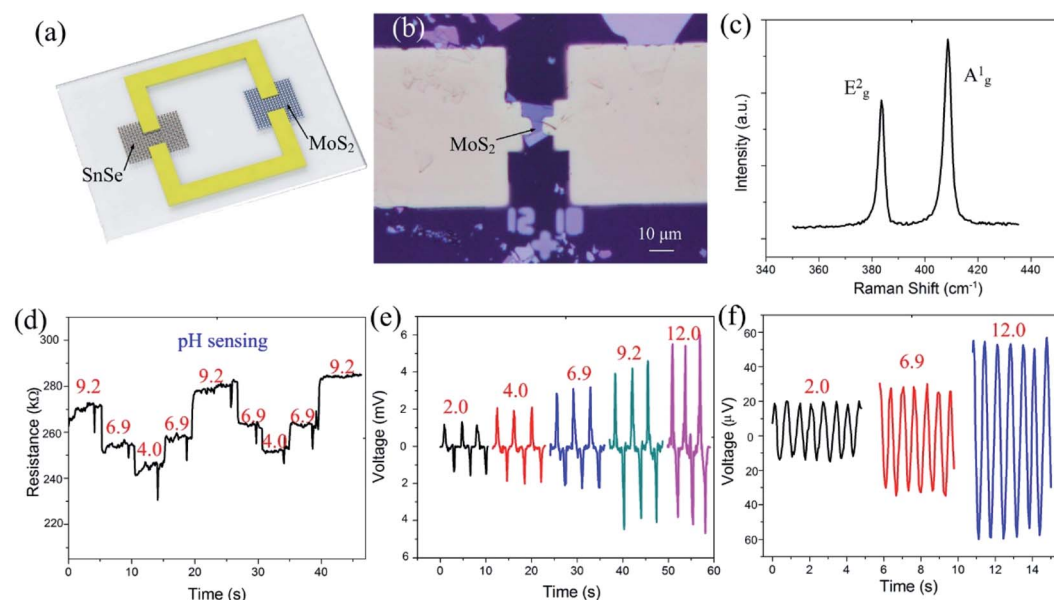 (a)
SnSe
MoS₂
(b)
MoS₂
12 10
10 μm
(c)
E²g
A¹g
Intensity (a.u.)
340 360 380 400 420 440
Raman Shift (cm⁻¹)
(d)
pH sensing
300
280
260
240
220
Resistance (kΩ)
9.2
6.9
4.0
6.9
9.2
6.9
4.0
6.9
9.2
0 10 20 30 40
Time (s)
(e)
6
4
2
0
2
4
6
Voltage (mV)
2.0
4.0
6.9
9.2
12.0
0 10 20 30 40 50 60
Time (s)
(f)
60
40
20
0
20
40
60
Voltage (μV)
2.0
6.9
12.0
0 2 4 6 8 10 12 14
Time (s)